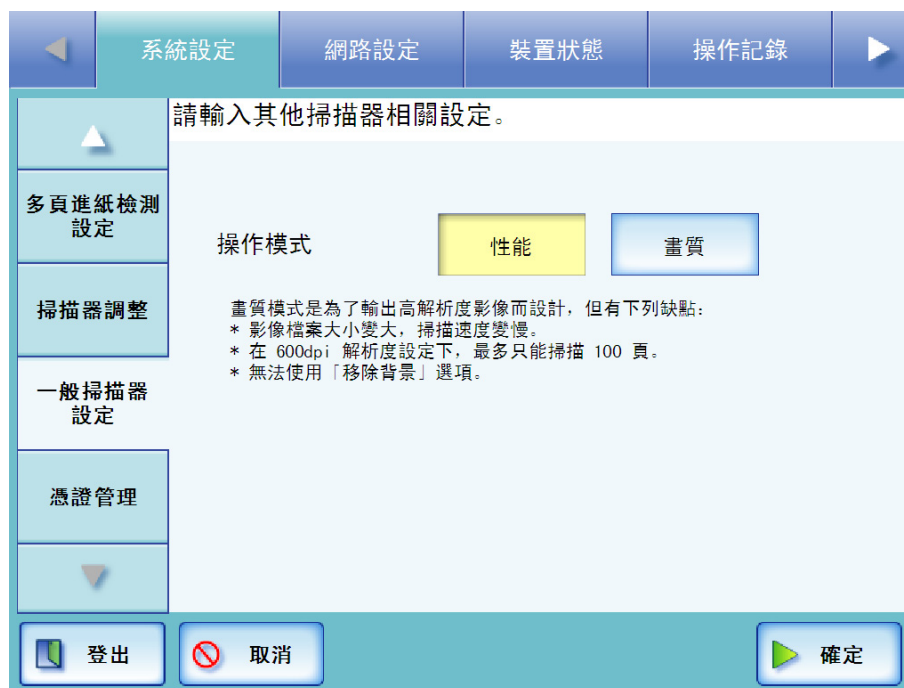 系統設定
網路設定
裝置狀態
操作記錄
請輸入其他掃描器相關設定。
多頁進紙檢測
設定
掃描器調整
一般掃描器
設定
憑證管理
操作模式
性能
畫質
畫質模式是為了輸出高解析度影像而設計，但有下列缺點：
* 影像檔案大小變大，掃描速度變慢。
* 在 600dpi 解析度設定下，最多只能掃描 100 頁。
* 無法使用「移除背景」選項。
登出
取消
確定